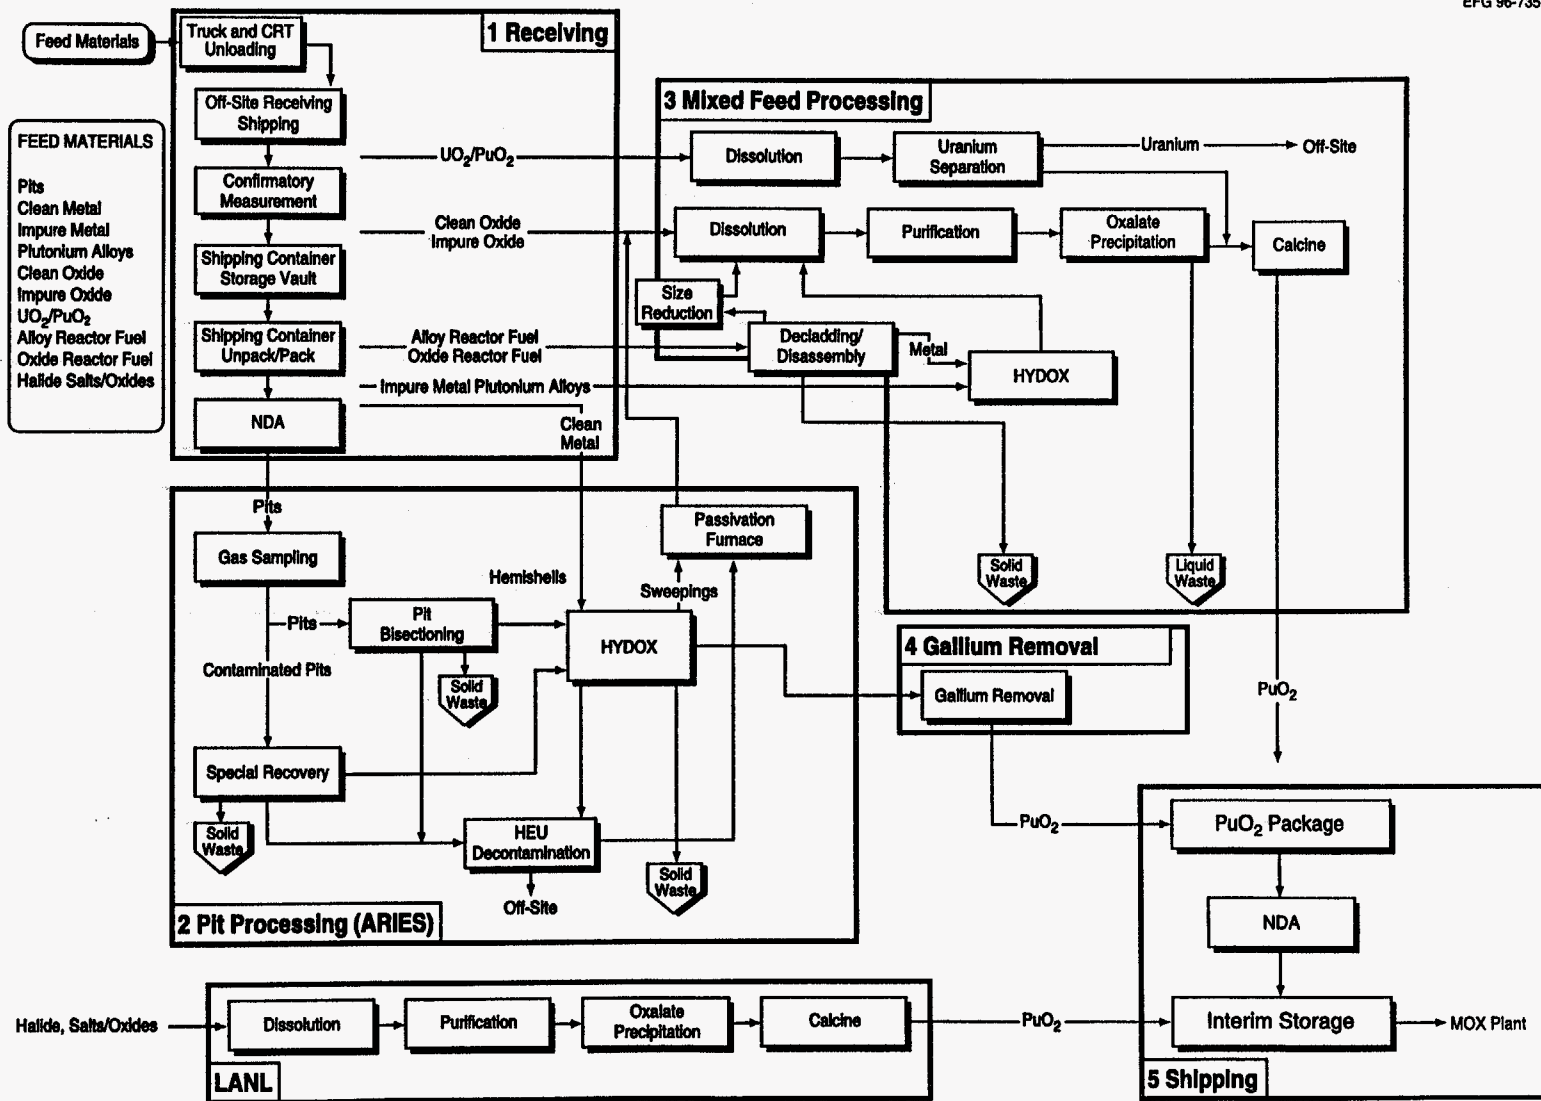 EFG 96-735
Feed Materials
Truck and CRT
Unloading
1 Receiving
Off-Site Receiving
Shipping
Confirmatory
Measurement
Shipping Container
Storage Vault
Shipping Container
Unpack/Pack
NDA
FEED MATERIALS
Pits
Clean Metal
Impure Metal
Plutonium Alloys
Clean Oxide
Impure Oxide
UO₂/PuO₂
Alloy Reactor Fuel
Oxide Reactor Fuel
Halide Salts/Oxides
UO₂/PuO₂
Clean Oxide
Impure Oxide
Alloy Reactor Fuel
Oxide Reactor Fuel
Impure Metal Plutonium Alloys
Clean
Metal
3 Mixed Feed Processing
Dissolution
Uranium
Separation
Uranium
Off-Site
Dissolution
Purification
Oxalate
Precipitation
Calcine
Size
Reduction
Decladding/
Disassembly
Metal
HYDOX
Solid
Waste
Liquid
Waste
PuO₂
Pits
Gas Sampling
Pits
Contaminated Pits
Pit
Bisectioning
Solid
Waste
Hemishells
HYDOX
Sweepings
Passivation
Furnace
Special Recovery
Solid
Waste
HEU
Decontamination
Off-Site
Solid
Waste
2 Pit Processing (ARIES)
4 Gallium Removal
Gallium Removal
PuO₂
PuO₂ Package
NDA
Interim Storage
MOX Plant
5 Shipping
Halide, Salts/Oxides
Dissolution
Purification
Oxalate
Precipitation
Calcine
PuO₂
LANL